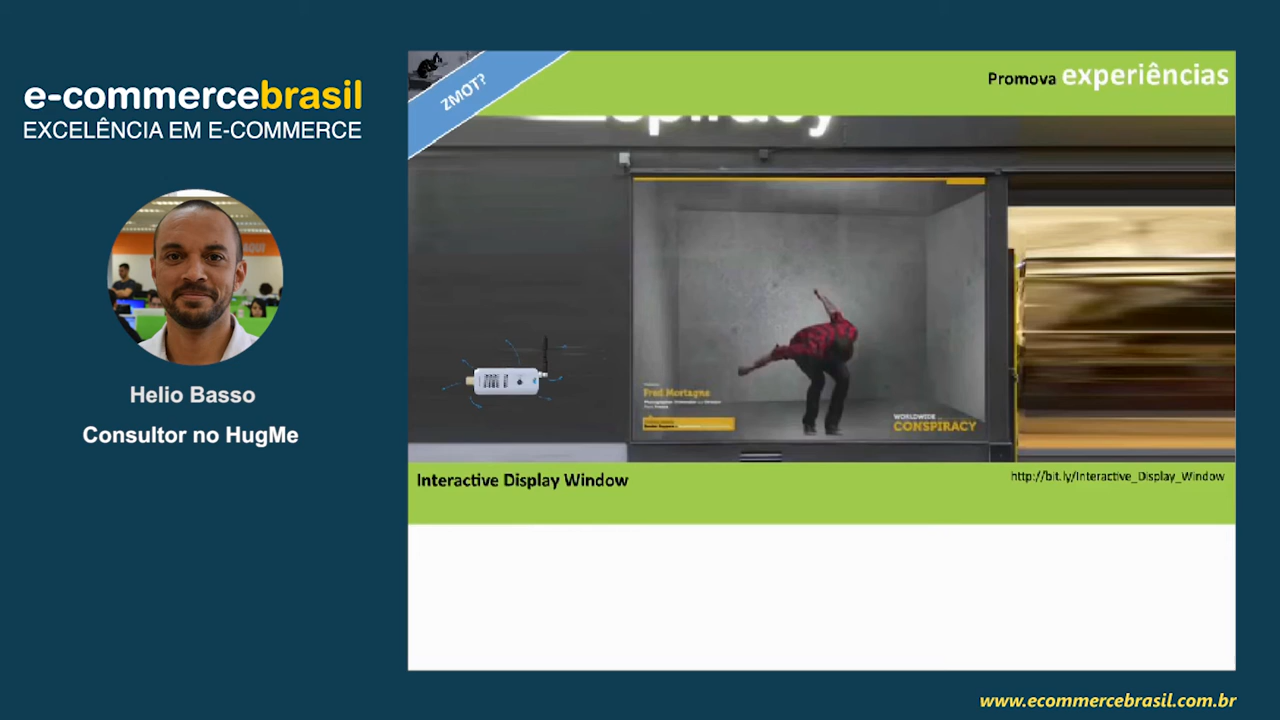 e-commercebrasil
EXCELÊNCIA EM E-COMMERCE
Helio Basso
Consultor no HugMe
ZMOT?
Promova experiências
Fred Mortagne
WORLDWIDE
CONSPIRACY
Interactive Display Window
http://bit.ly/Interactive_Display_Window
www.ecommercebrasil.com.br